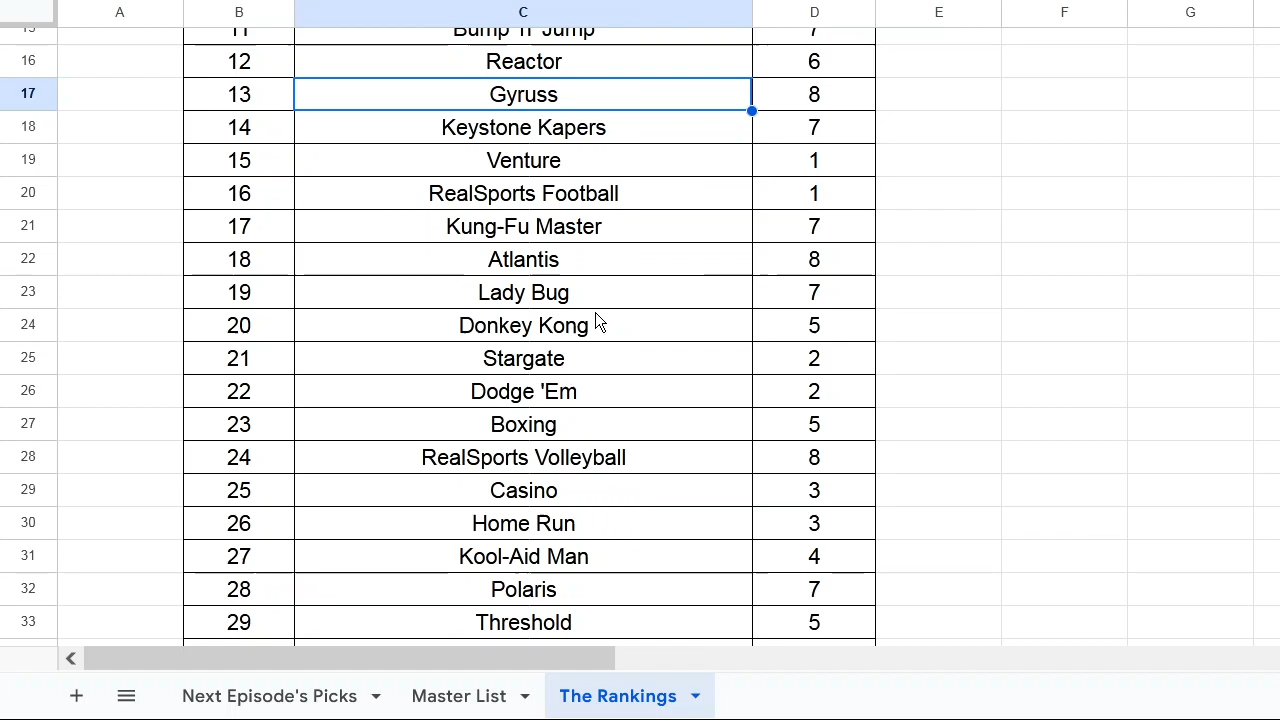 A B C D E F G
15 11 Bump 'n' Jump 7
16 12 Reactor 6
17 13 Gyruss 8
18 14 Keystone Kapers 7
19 15 Venture 1
20 16 RealSports Football 1
21 17 Kung-Fu Master 7
22 18 Atlantis 8
23 19 Lady Bug 7
24 20 Donkey Kong 5
25 21 Stargate 2
26 22 Dodge 'Em 2
27 23 Boxing 5
28 24 RealSports Volleyball 8
29 25 Casino 3
30 26 Home Run 3
31 27 Kool-Aid Man 4
32 28 Polaris 7
33 29 Threshold 5
Next Episode's Picks Master List The Rankings